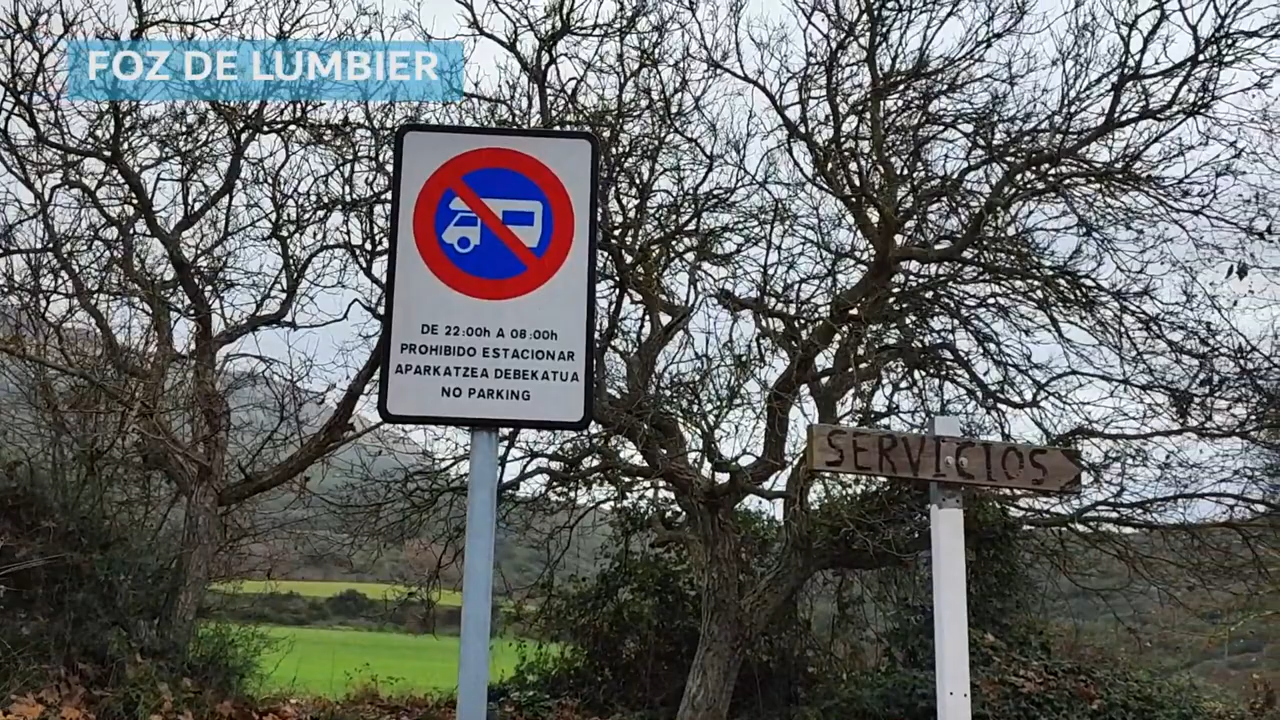 FOZ DE LUMBIER
DE 22:00h A 08:00h
PROHIBIDO ESTACIONAR
APARKATZEA DEBEKATUA
NO PARKING
SERVICIOS